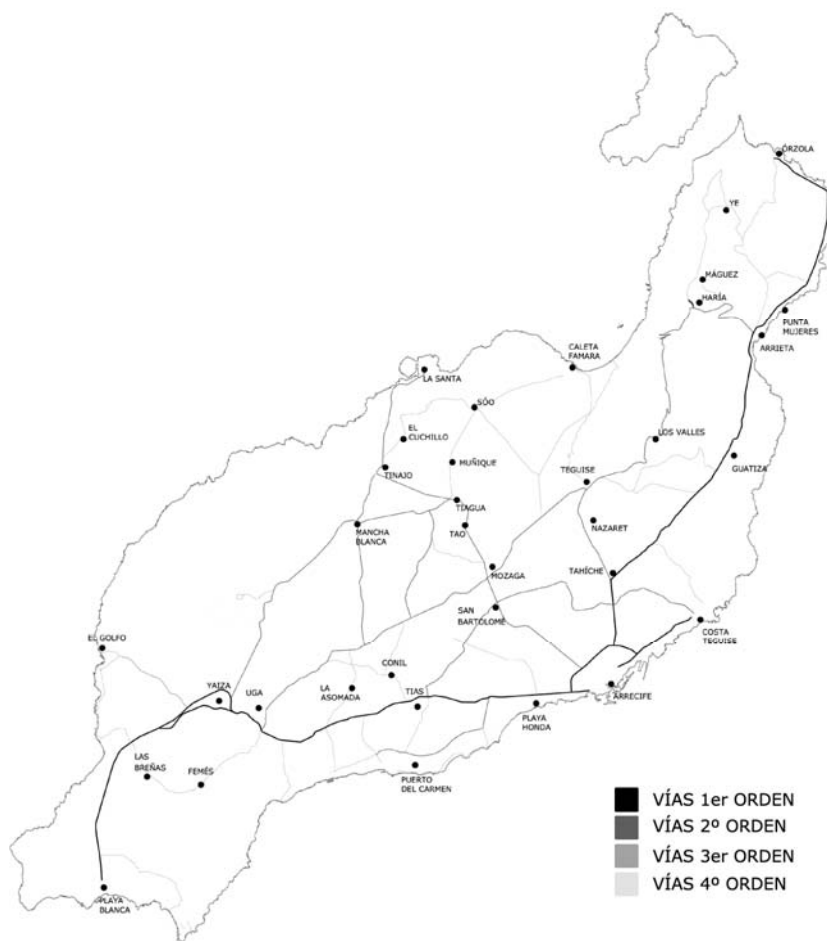 ÓRZOLA
YE
MÁGUEZ
HARÍA
PUNTA
MUJERES
ARRIETA
CALETA
FAMARA
LA SANTA
SÓO
EL
CUCHILLO
LOS VALLES
MUÑIQUE
GUATIZA
TINAJO
TEGUISE
TIAGUA
MANCHA
BLANCA
TAO
NAZARET
MOZAGA
TAHÍCHE
SAN
BARTOLOMÉ
COSTA
TEGUISE
EL GOLFO
CONIL
YAIZA
UGA
LA
ASOMADA
TIAS
ARRECIFE
PLAYA
HONDA
LAS
BREÑAS
FEMÉS
PUERTO
DEL CARMEN
PLAYA
BLANCA
VÍAS 1er ORDEN
VÍAS 2º ORDEN
VÍAS 3er ORDEN
VÍAS 4º ORDEN